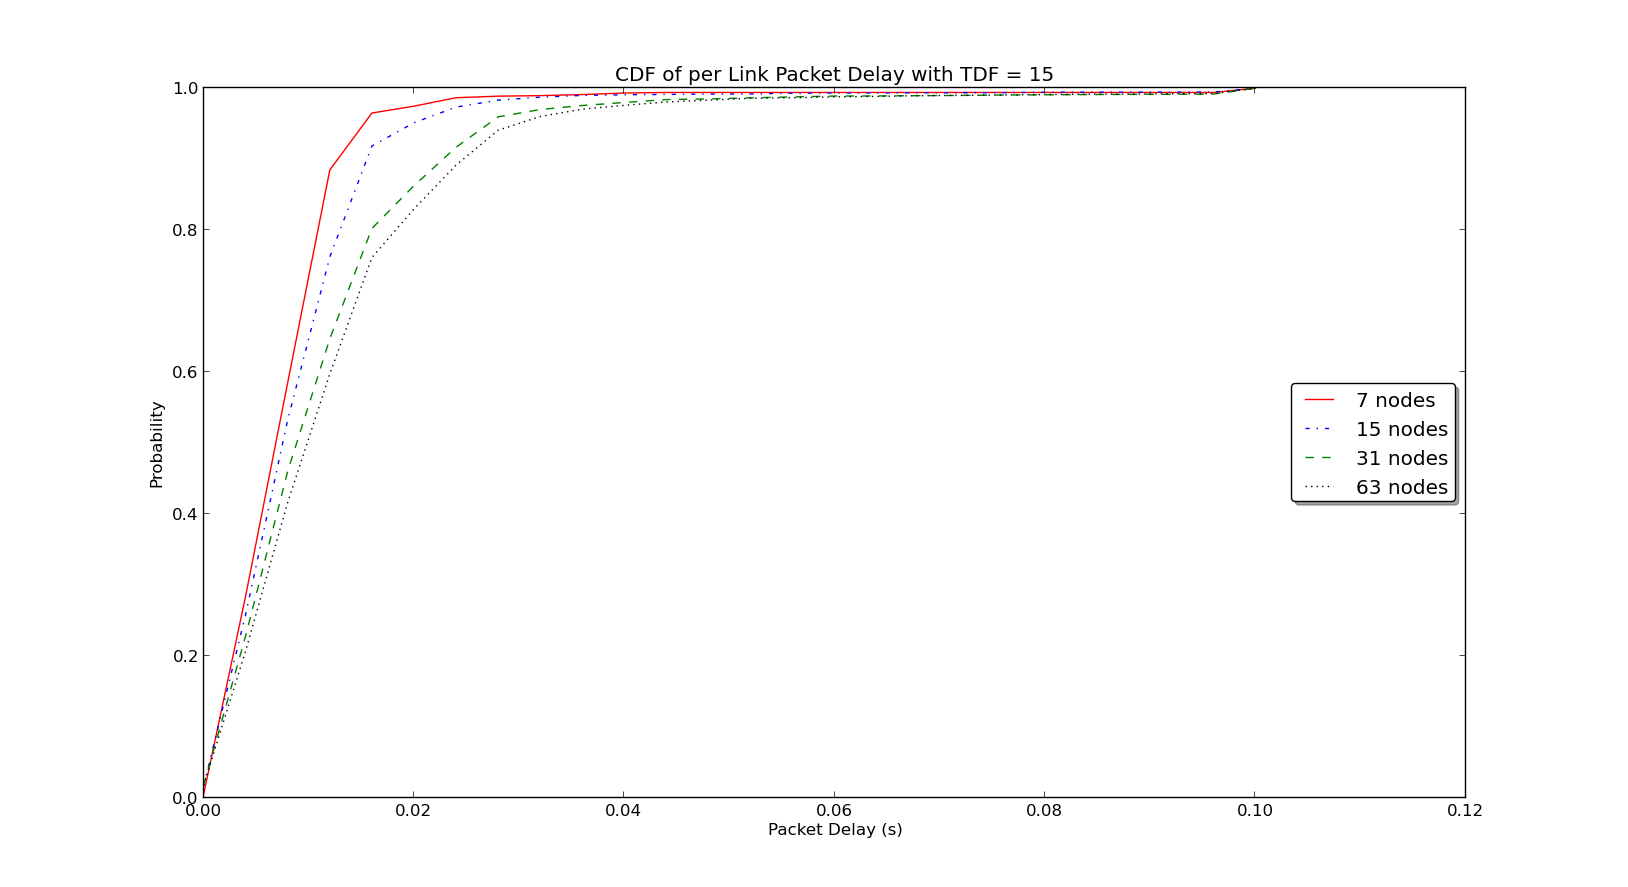 CDF of per Link Packet Delay with TDF = 15
1.0
0.8
0.6
0.4
0.2
0.0
Probability
7 nodes
15 nodes
31 nodes
63 nodes
0.00 0.02 0.04 0.06 0.08 0.10 0.12
Packet Delay (s)